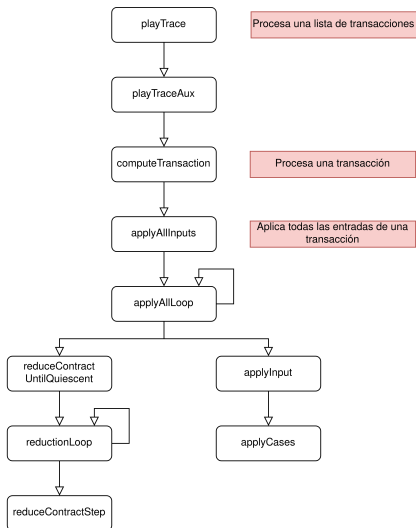 playTrace
Procesa una lista de transacciones
playTraceAux
computeTransaction
Procesa una transacción
applyAllInputs
Aplica todas las entradas de una
transacción
applyAllLoop
reduceContract
UntilQuiescent
applyInput
reductionLoop
applyCases
reduceContractStep